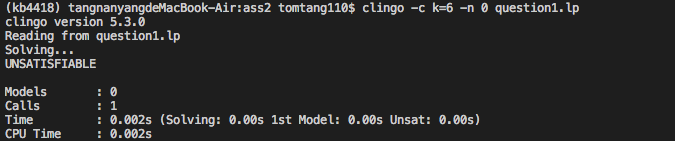 (kb4418) tangnanyangdeMacBook-Air:ass2 tomtang110$ clingo -c k=6 -n 0 question1.lp
clingo version 5.3.0
Reading from question1.lp
Solving...
UNSATISFIABLE

Models       : 0
Calls        : 1
Time         : 0.002s (Solving: 0.00s 1st Model: 0.00s Unsat: 0.00s)
CPU Time     : 0.002s